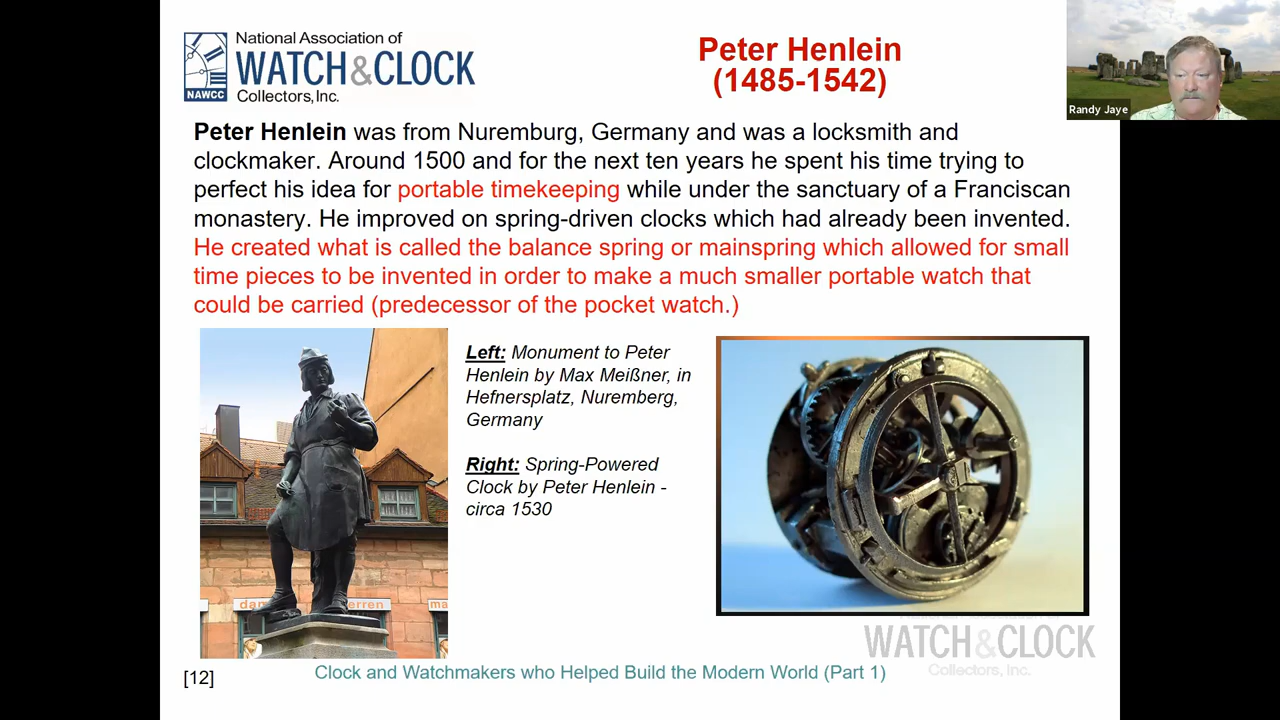 National Association of
WATCH&CLOCK
NAWCC
Collectors, Inc.
Peter Henlein
(1485-1542)
Randy Jaye
Peter Henlein was from Nuremburg, Germany and was a locksmith and
clockmaker. Around 1500 and for the next ten years he spent his time trying to
perfect his idea for portable timekeeping while under the sanctuary of a Franciscan
monastery. He improved on spring-driven clocks which had already been invented.
He created what is called the balance spring or mainspring which allowed for small
time pieces to be invented in order to make a much smaller portable watch that
could be carried (predecessor of the pocket watch.)
Left: Monument to Peter
Henlein by Max Meißner, in
Hefnersplatz, Nuremberg,
Germany
Right: Spring-Powered
Clock by Peter Henlein -
circa 1530
WATCH&CLOCK
Collectors, Inc.
[12]
Clock and Watchmakers who Helped Build the Modern World (Part 1)